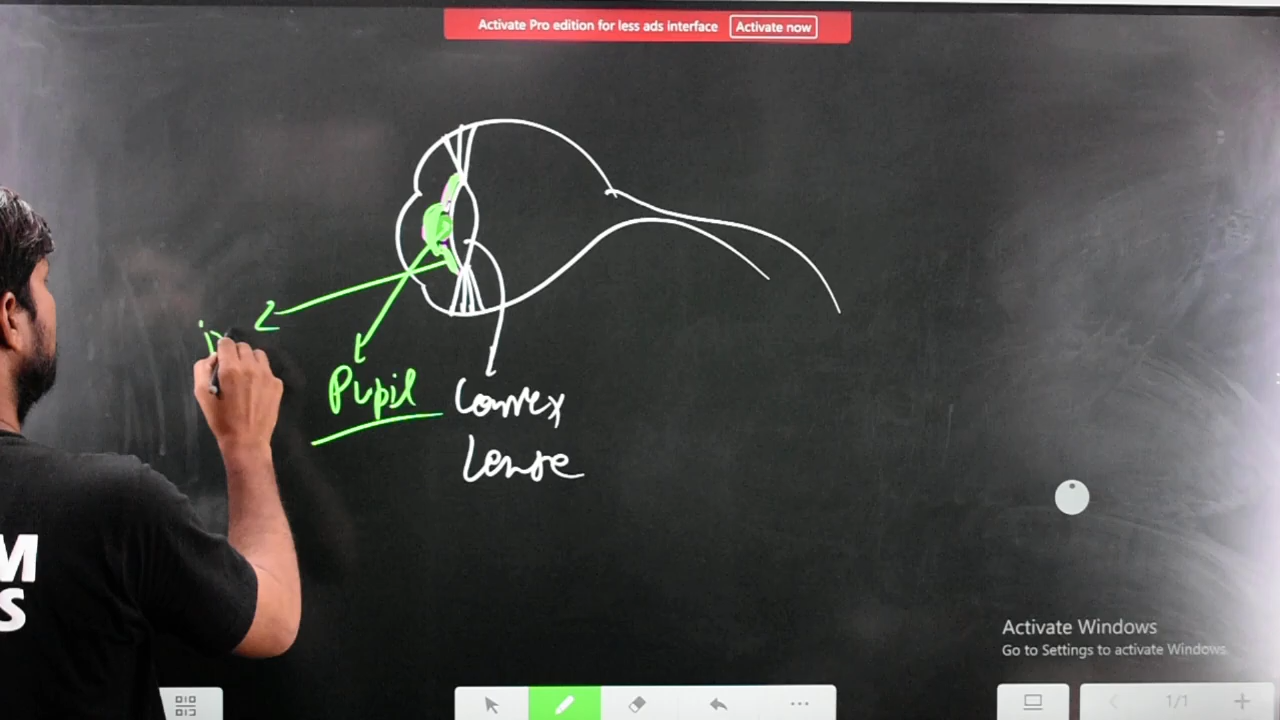 Activate Pro edition for less ads interface Activate now
Pupil
Convex
Lense
M
S
Activate Windows
Go to Settings to activate Windows.
1/1